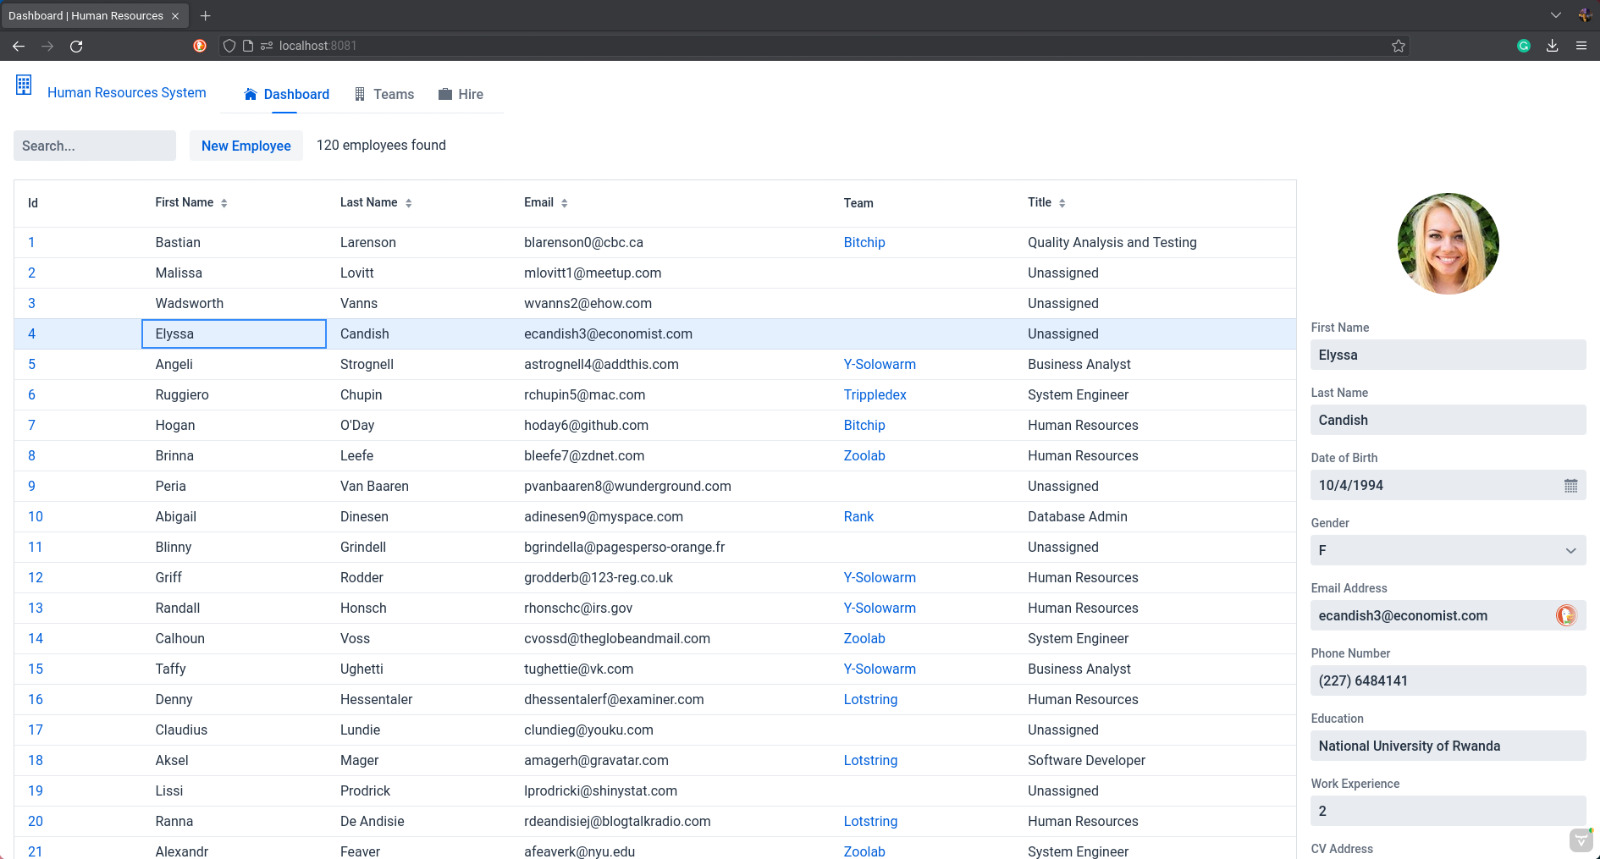 Dashboard | Human Resources
localhost:8081
Human Resources System Dashboard Teams Hire
Search... New Employee 120 employees found
Id First Name Last Name Email Team Title
1 Bastian Larenson blarenson0@cbc.ca Bitchip Quality Analysis and Testing
2 Malissa Lovitt mlovitt1@meetup.com Unassigned
3 Wadsworth Vanns wvanns2@ehow.com Unassigned
4 Elyssa Candish ecandish3@economist.com Unassigned
5 Angeli Strognell astrognell4@addthis.com Y-Solowarm Business Analyst
6 Ruggiero Chupin rchupin5@mac.com Trippledex System Engineer
7 Hogan O'Day hoday6@github.com Bitchip Human Resources
8 Brinna Leefe bleefe7@zdnet.com Zoolab Human Resources
9 Peria Van Baaren pvanbaaren8@wunderground.com Unassigned
10 Abigail Dinesen adinesen9@myspace.com Rank Database Admin
11 Blinny Grindell bgrindella@pagesperso-orange.fr Unassigned
12 Griff Rodder grodderb@123-reg.co.uk Y-Solowarm Human Resources
13 Randall Honsch rhonschc@irs.gov Y-Solowarm Human Resources
14 Calhoun Voss cvossd@theglobeandmail.com Zoolab System Engineer
15 Taffy Ughetti tughettie@vk.com Y-Solowarm Business Analyst
16 Denny Hessentaler dhessentalerf@examiner.com Lotstring Human Resources
17 Claudius Lundie clundieg@youku.com Unassigned
18 Aksel Mager amagerh@gravatar.com Lotstring Software Developer
19 Lissi Prodrick lprodricki@shinystat.com Unassigned
20 Ranna De Andisie rdeandisiej@blogtalkradio.com Lotstring Human Resources
21 Alexandr Feaver afeaverk@nyu.edu Zoolab System Engineer
First Name
Elyssa
Last Name
Candish
Date of Birth
10/4/1994
Gender
F
Email Address
ecandish3@economist.com
Phone Number
(227) 6484141
Education
National University of Rwanda
Work Experience
2
CV Address